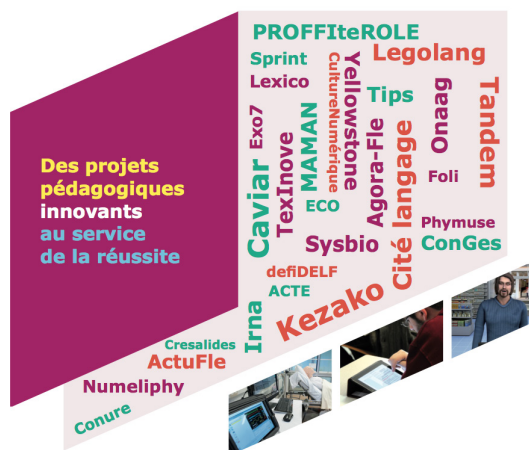 Des projets
pédagogiques
innovants
au service
de la réussite
PROFFIteROLE
Sprint
Legolang
Lexico
CultureNumérique
Yellowstone
Tips
Onaag
Tandem
Exo7
MAMAN
TexInove
Caviar
Agora-Fle
Cité langage
Foli
ECO
Sysbio
Phymuse
ConGes
defiDELF
ACTE
Irna
Kezako
Cresalides
ActuFle
Numeliphy
Conure